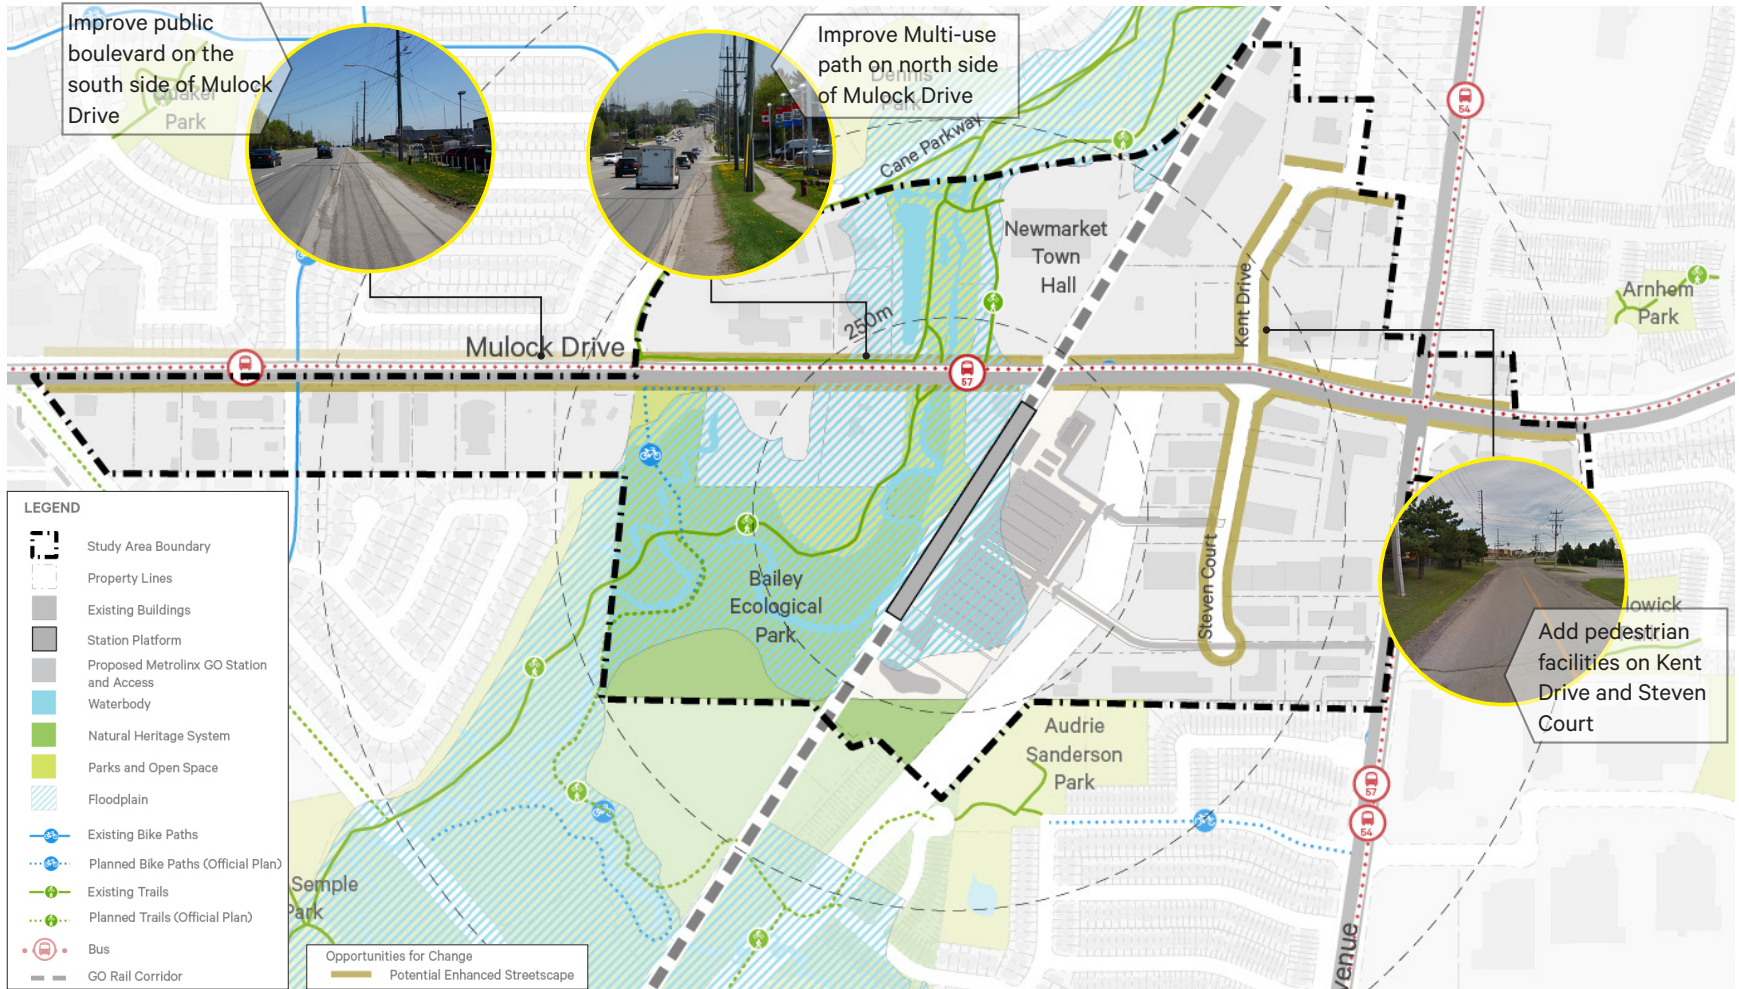 Improve public
boulevard on the
south side of Mulock
Drive
Quaker
Park
Improve Multi-use
path on north side
of Mulock Drive
Dennis
Park
Cane Parkway
54
Newmarket
Town
Hall
Kent Drive
Arnhem
Park
250m
Mulock Drive
57
Bailey
Ecological
Park
Steven Court
Add pedestrian
facilities on Kent
Drive and Steven
Court
Audrie
Sanderson
Park
57
54
Semple
Park
LEGEND
Study Area Boundary
Property Lines
Existing Buildings
Station Platform
Proposed Metrolinx GO Station
and Access
Waterbody
Natural Heritage System
Parks and Open Space
Floodplain
Existing Bike Paths
Planned Bike Paths (Official Plan)
Existing Trails
Planned Trails (Official Plan)
Bus
GO Rail Corridor
Opportunities for Change
Potential Enhanced Streetscape